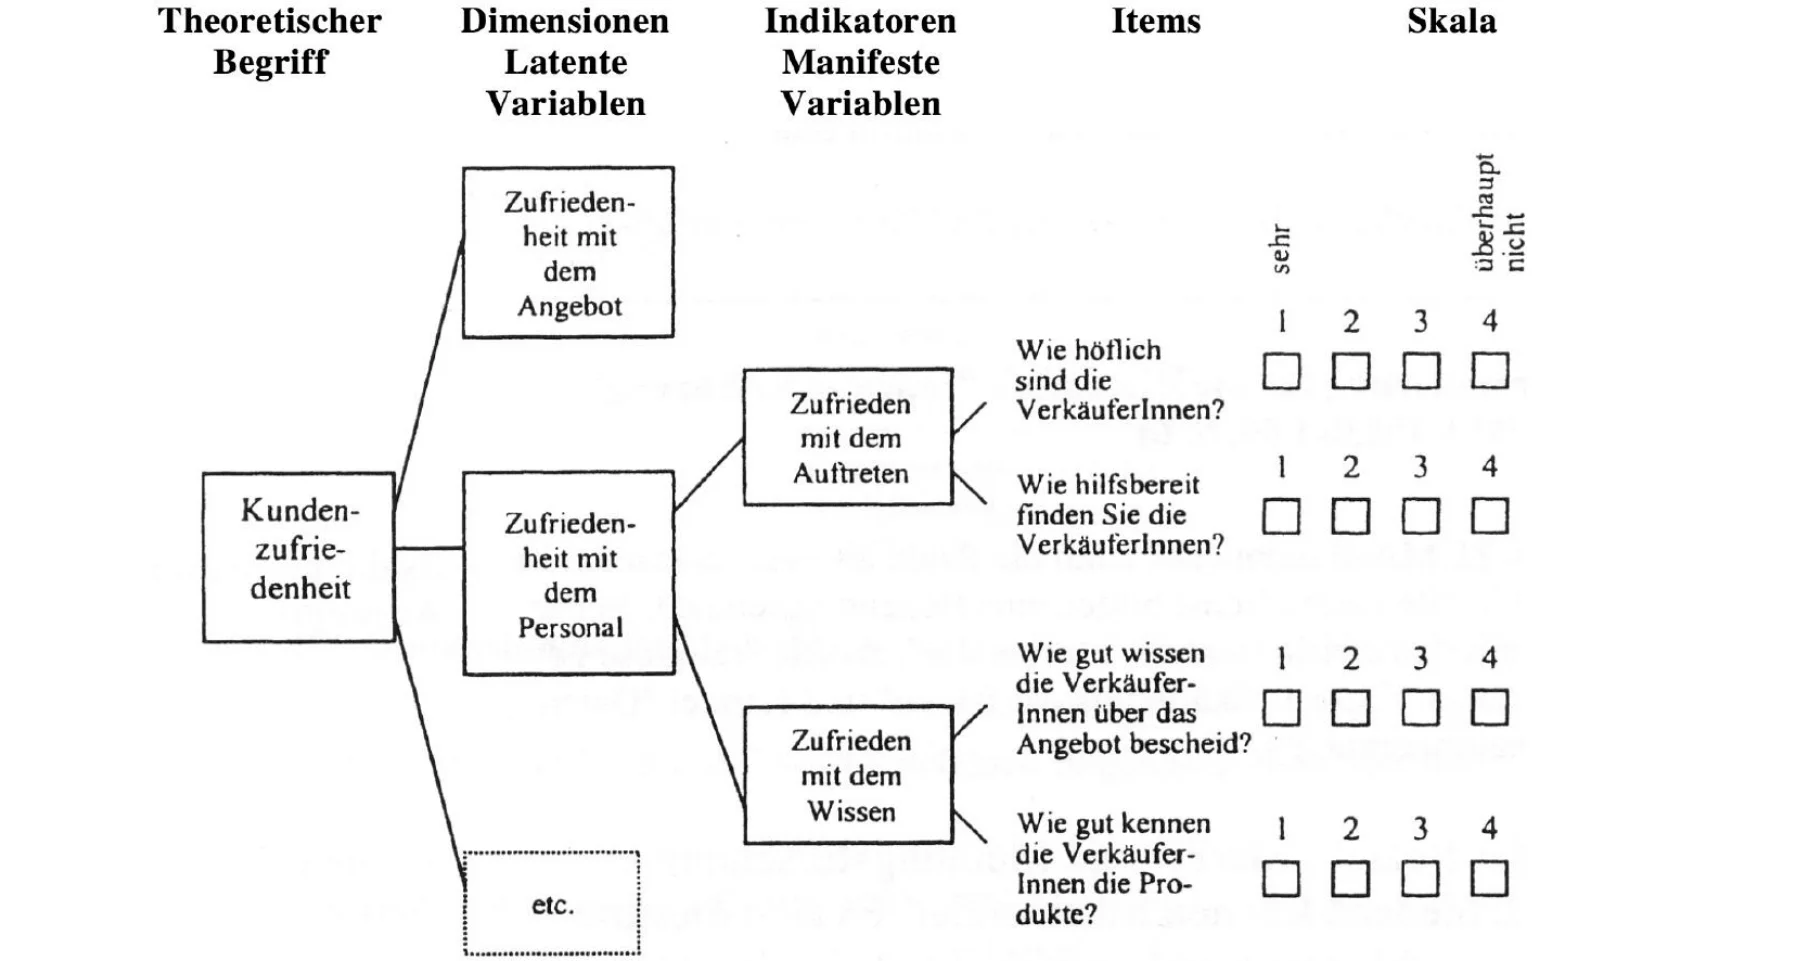 Theoretischer
Begriff
Dimensionen
Latente
Variablen
Indikatoren
Manifeste
Variablen
Items
Skala
Kunden-
zufrie-
denheit
Zufrieden-
heit mit
dem
Angebot
Zufrieden-
heit mit
dem
Personal
etc.
Zufrieden
mit dem
Auftreten
Zufrieden
mit dem
Wissen
sehr
überhaupt
nicht
1 2 3 4
Wie höflich
sind die
VerkäuferInnen?
1 2 3 4
Wie hilfsbereit
finden Sie die
VerkäuferInnen?
1 2 3 4
Wie gut wissen
die Verkäufer-
Innen über das
Angebot bescheid?
1 2 3 4
Wie gut kennen
die Verkäufer-
Innen die Pro-
dukte?